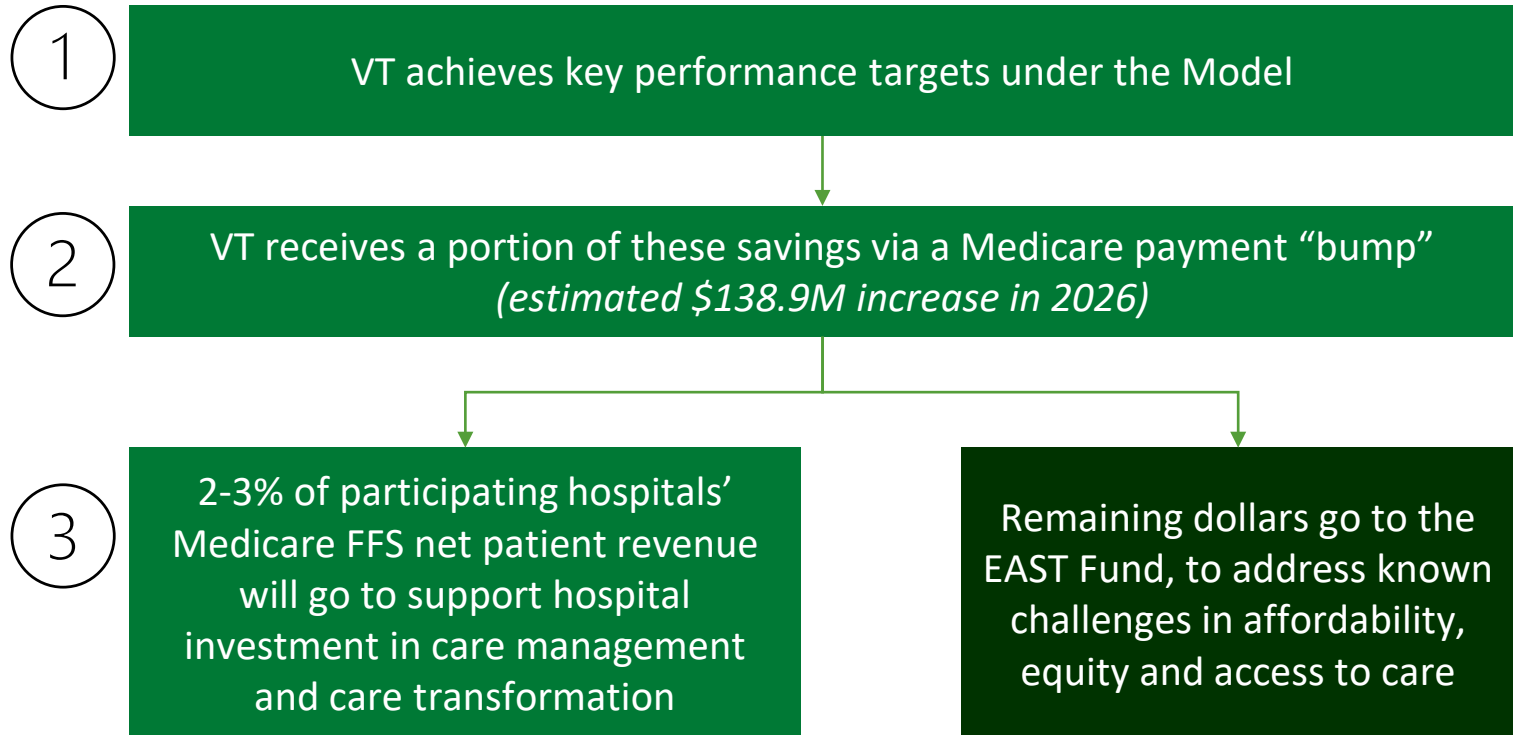 1
VT achieves key performance targets under the Model
2
VT receives a portion of these savings via a Medicare payment “bump”
(estimated $138.9M increase in 2026)
3
2-3% of participating hospitals’
Medicare FFS net patient revenue
will go to support hospital
investment in care management
and care transformation
Remaining dollars go to the
EAST Fund, to address known
challenges in affordability,
equity and access to care